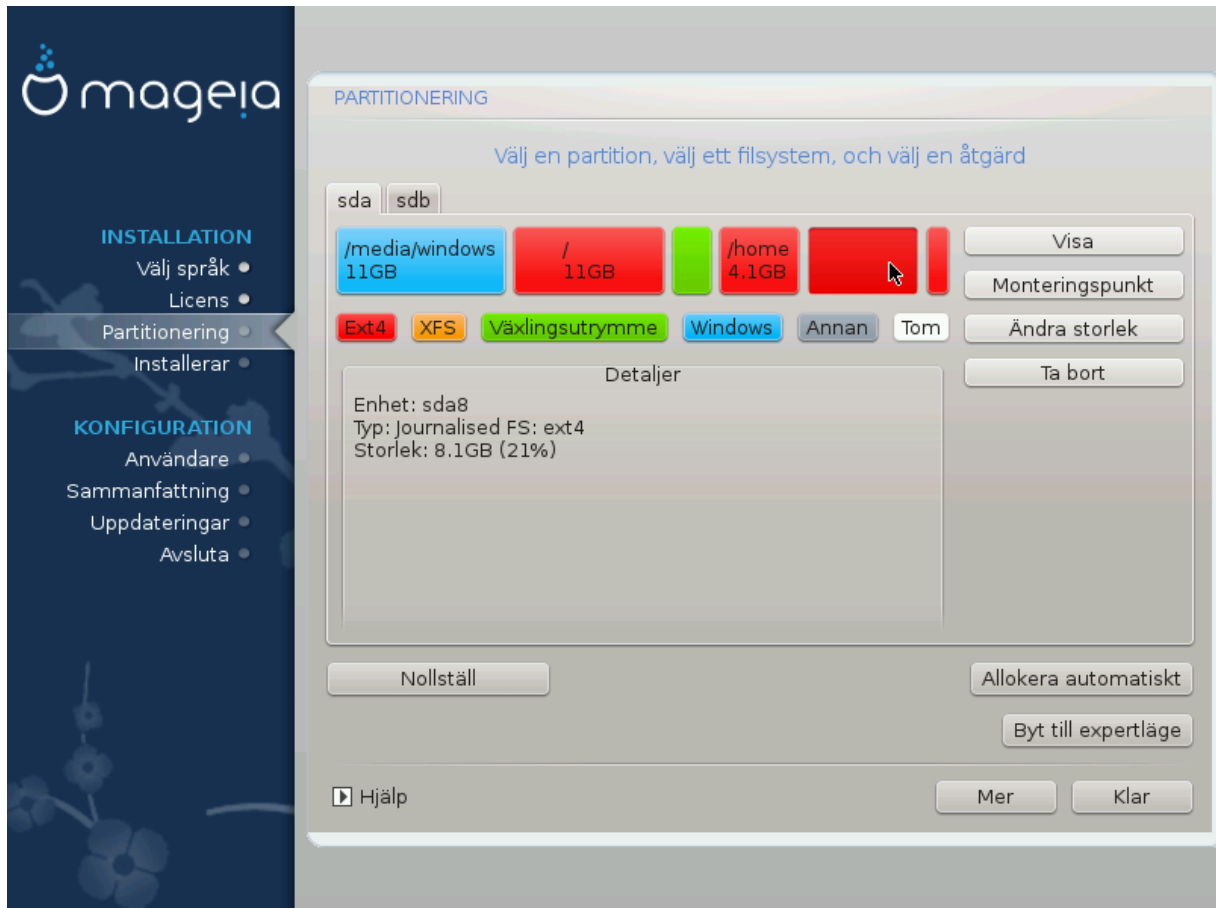 mageia
INSTALLATION
Välj språk
Licens
Partitionering
Installerar
KONFIGURATION
Användare
Sammanfattning
Uppdateringar
Avsluta
PARTITIONERING
Välj en partition, välj ett filsystem, och välj en åtgärd
sda sdb
/media/windows
11GB
/
11GB
/home
4.1GB
Ext4 XFS Växlingsutrymme Windows Annan Tom
Visa
Monteringspunkt
Ändra storlek
Ta bort
Detaljer
Enhet: sda8
Typ: Journalised FS: ext4
Storlek: 8.1GB (21%)
Nollställ
Allokera automatiskt
Byt till expertläge
Hjälp
Mer Klar